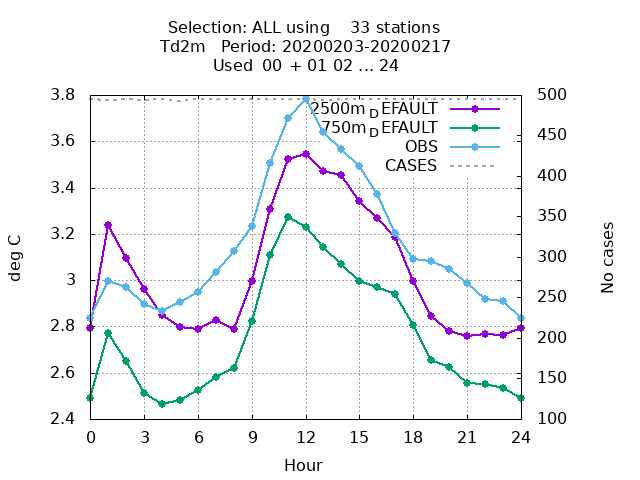 Selection: ALL using 33 stations
Td2m Period: 20200203-20200217
Used 00 + 01 02 ... 24
3.8
3.6
3.4
3.2
3
2.8
2.6
2.4
500
450
400
350
300
250
200
150
100
2500m_DEFAULT
750m_DEFAULT
OBS
CASES
deg C
No cases
0 3 6 9 12 15 18 21 24
Hour